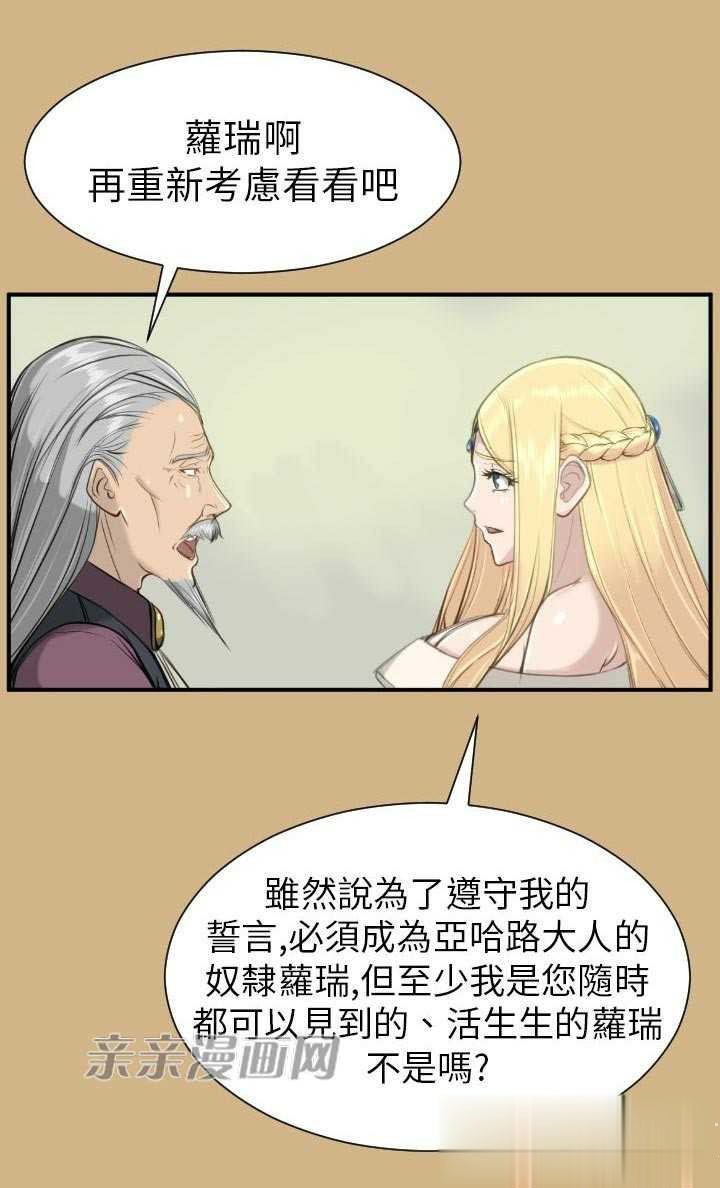 蘿瑞啊
再重新考慮看看吧
雖然說為了遵守我的
誓言,必須成為亞哈路大人的
奴隸蘿瑞,但至少我是您隨時
都可以見到的、活生生的蘿瑞
不是嗎?
亲亲漫画网